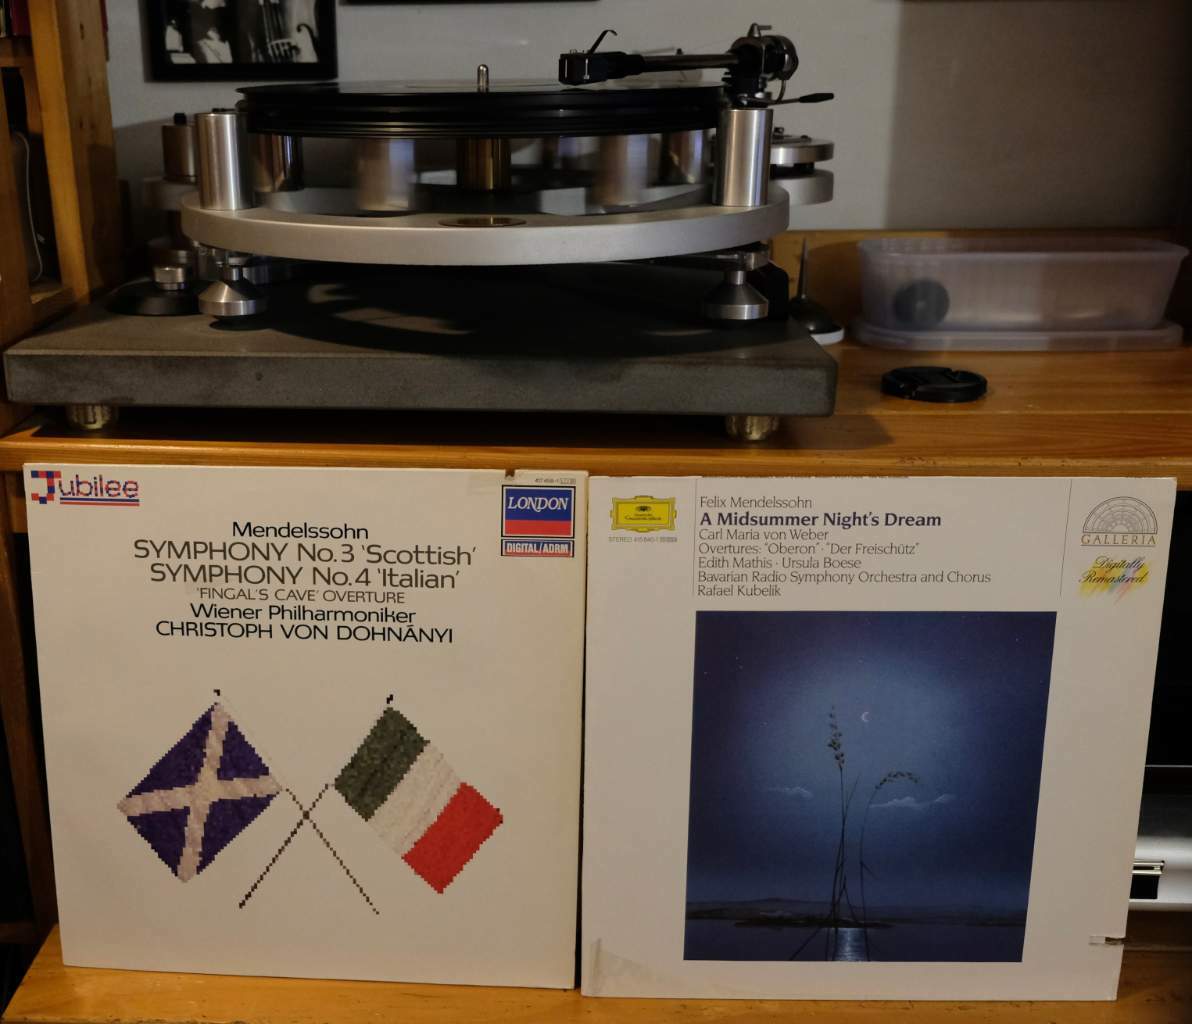 Jubilee
LONDON
DIGITAL/ADRM
Mendelssohn
SYMPHONY No.3 'Scottish'
SYMPHONY No.4 'Italian'
'FINGAL'S CAVE' OVERTURE
Wiener Philharmoniker
CHRISTOPH VON DOHNÁNYI
Deutsche
Grammophon
Felix Mendelssohn
A Midsummer Night's Dream
Carl Maria von Weber
Overtures: "Oberon" · "Der Freischütz"
Edith Mathis · Ursula Boese
Bavarian Radio Symphony Orchestra and Chorus
Rafael Kubelik
GALLERIA
Digitally
Remastered